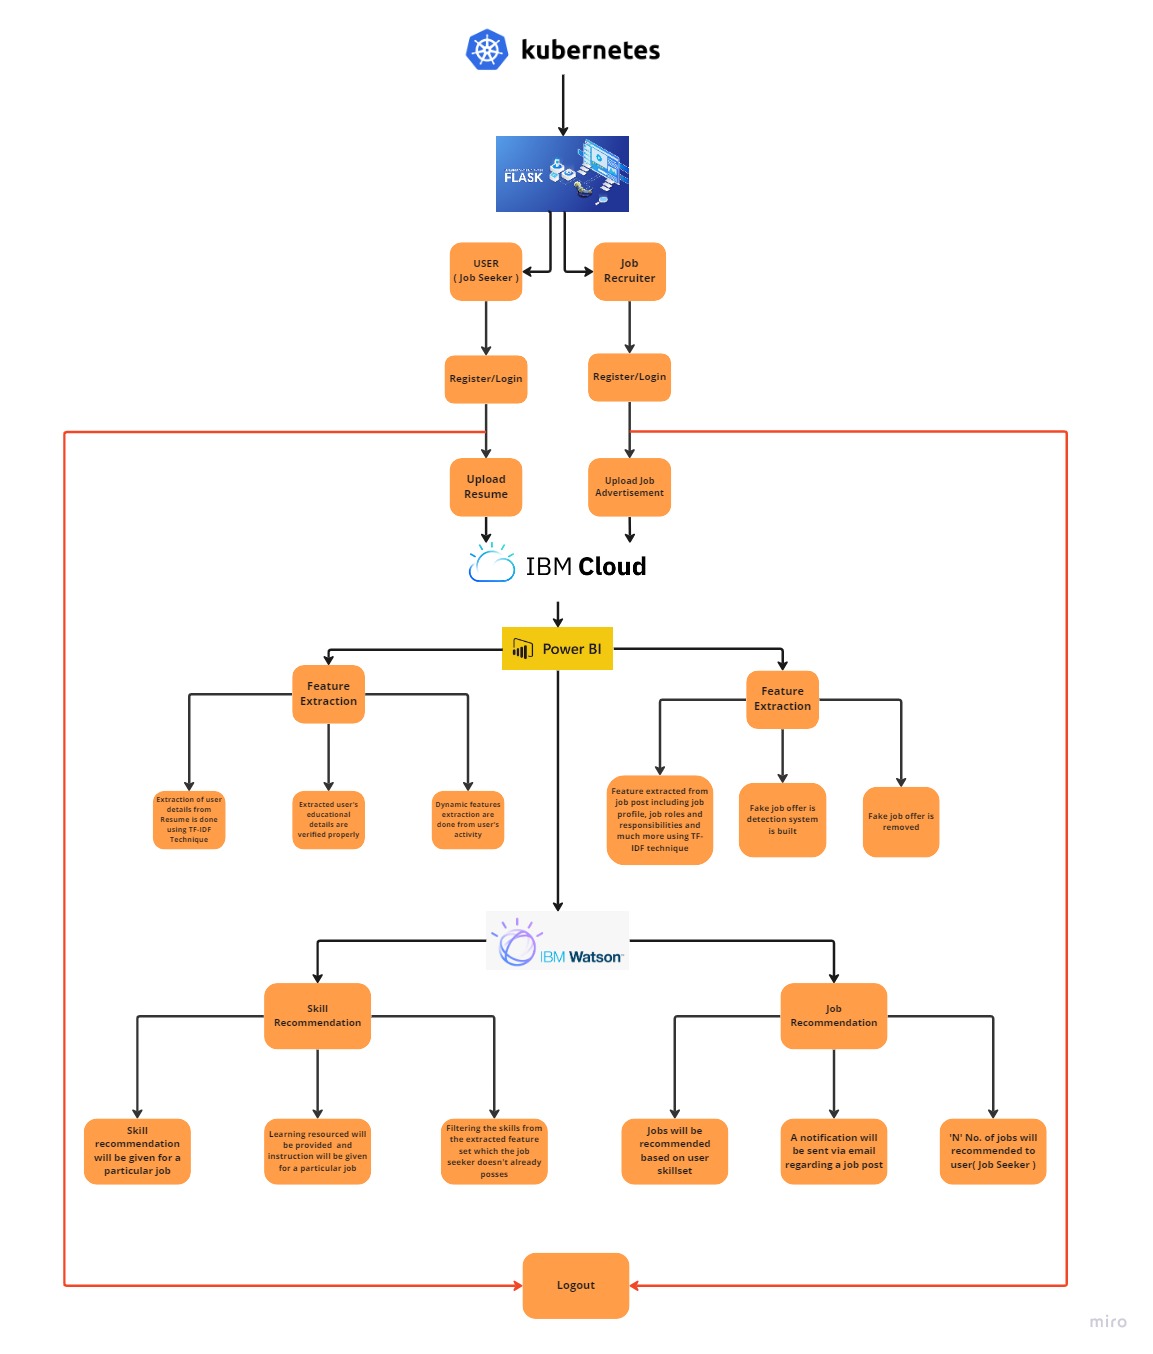 kubernetes
FLASK
USER
( Job Seeker )
Job
Recruiter
Register/Login
Register/Login
Upload
Resume
Upload Job
Advertisement
IBM Cloud
Power BI
Feature
Extraction
Feature
Extraction
Extraction of user
details from
Resume is done
using TF-IDF
Technique
Extracted user's
educational
details are
verified properly
Dynamic features
extraction are
done from user's
activity
Feature extracted from
job post including job
profile, job roles and
responsibilities and
much more using TF-
IDF technique
Fake job offer is
detection system
is built
Fake job offer is
removed
IBM Watson
Skill
Recommendation
Job
Recommendation
Skill
recommendation
will be given for a
particular job
Learning resourced will
be provided and
instruction will be given
for a particular job
Filtering the skills from
the extracted feature
set which the job
seeker doesn't already
posses
Jobs will be
recommended
based on user
skillset
A notification will
be sent via email
regarding a job post
'N' No. of jobs will
recommended to
user( Job Seeker )
Logout
miro